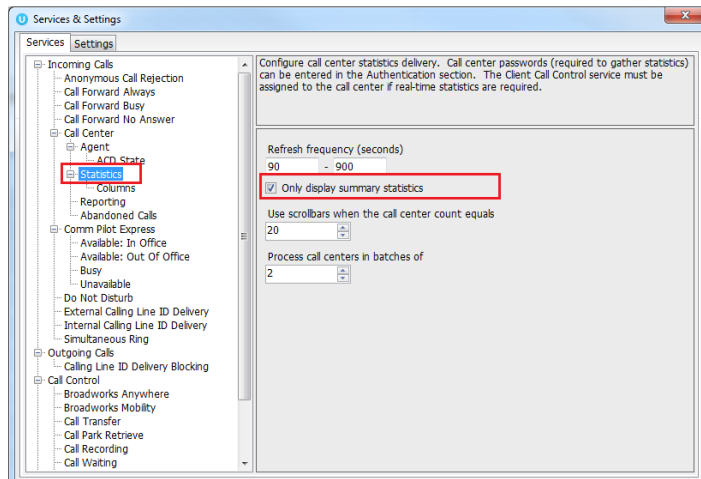 Services & Settings
Services Settings
Incoming Calls
Anonymous Call Rejection
Call Forward Always
Call Forward Busy
Call Forward No Answer
Call Center
Agent
ACD State
Statistics
Columns
Reporting
Abandoned Calls
Comm Pilot Express
Available: In Office
Available: Out Of Office
Busy
Unavailable
Do Not Disturb
External Calling Line ID Delivery
Internal Calling Line ID Delivery
Simultaneous Ring
Outgoing Calls
Calling Line ID Delivery Blocking
Call Control
Broadworks Anywhere
Broadworks Mobility
Call Transfer
Call Park Retrieve
Call Recording
Call Waiting
Configure call center statistics delivery. Call center passwords (required to gather statistics)
can be entered in the Authentication section. The Client Call Control service must be
assigned to the call center if real-time statistics are required.
Refresh frequency (seconds)
90 - 900
Only display summary statistics
Use scrollbars when the call center count equals
20
Process call centers in batches of
2